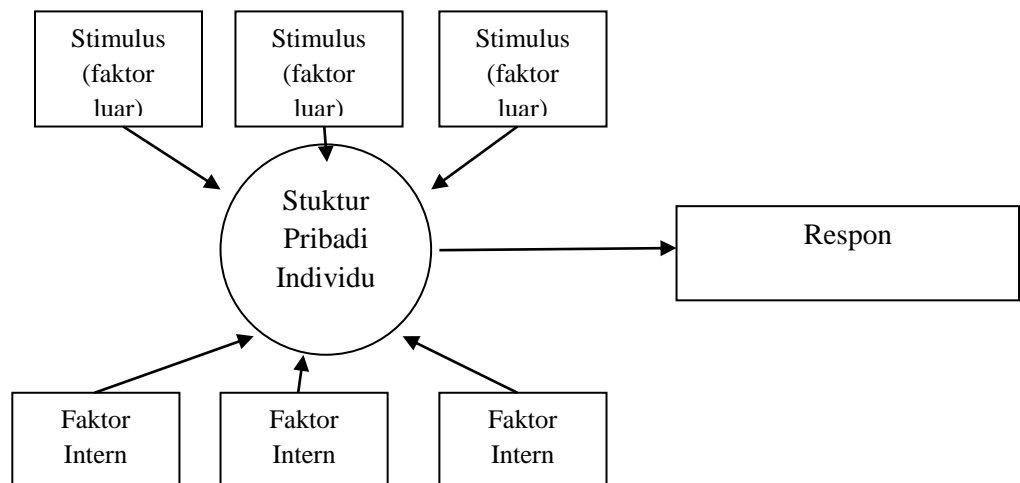 Stimulus
(faktor
luar)
Stimulus
(faktor
luar)
Stimulus
(faktor
luar)
Stuktur
Pribadi
Individu
Respon
Faktor
Intern
Faktor
Intern
Faktor
Intern